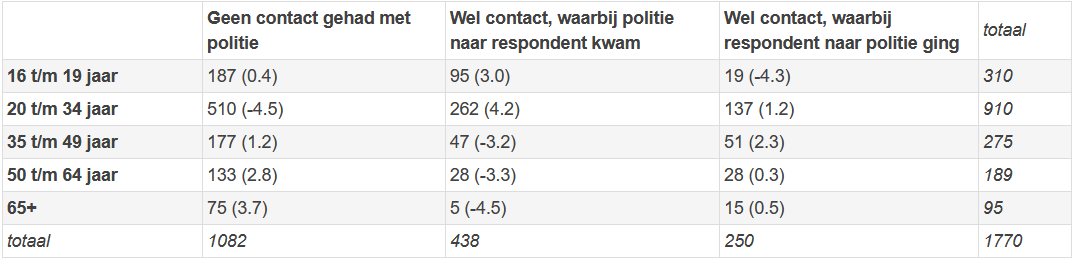 Geen contact gehad met politie | Wel contact, waarbij politie naar respondent kwam | Wel contact, waarbij respondent naar politie ging | totaal
16 t/m 19 jaar | 187 (0.4) | 95 (3.0) | 19 (-4.3) | 310
20 t/m 34 jaar | 510 (-4.5) | 262 (4.2) | 137 (1.2) | 910
35 t/m 49 jaar | 177 (1.2) | 47 (-3.2) | 51 (2.3) | 275
50 t/m 64 jaar | 133 (2.8) | 28 (-3.3) | 28 (0.3) | 189
65+ | 75 (3.7) | 5 (-4.5) | 15 (0.5) | 95
totaal | 1082 | 438 | 250 | 1770